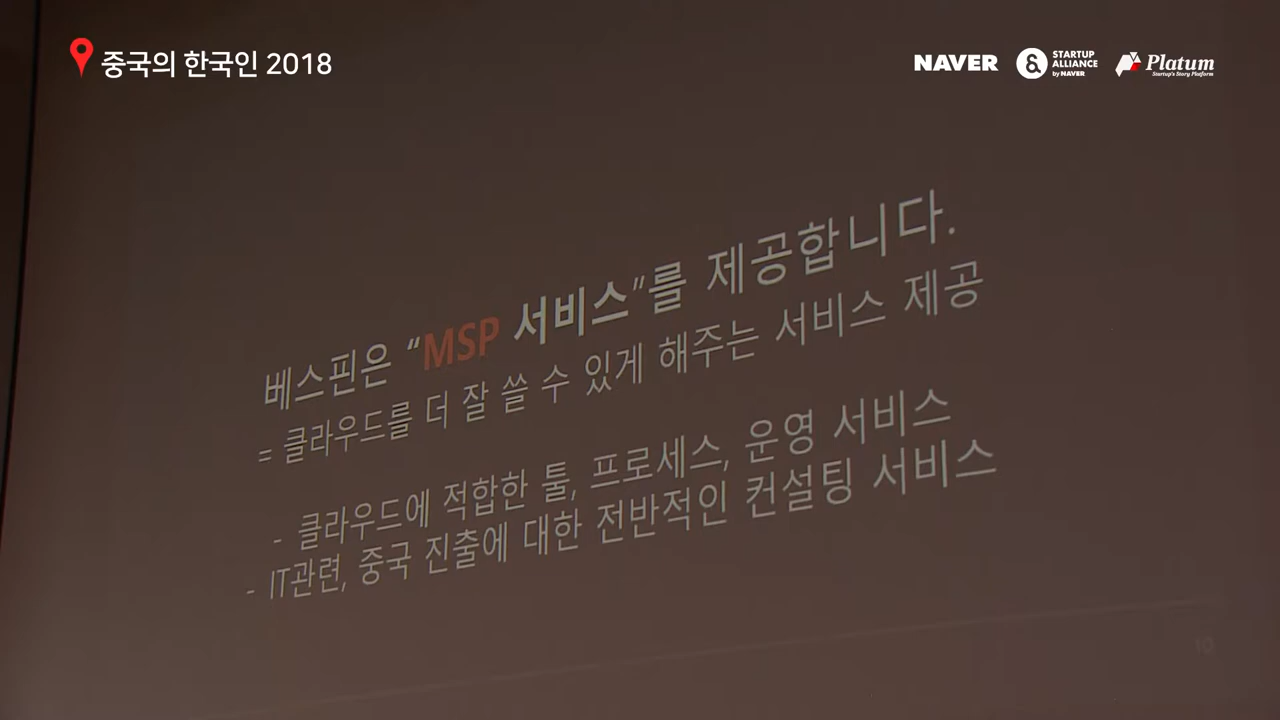 중국의 한국인 2018
NAVER
&
STARTUP
ALLIANCE
by NAVER
Platum
Startup's Story Platform
베스핀은 “MSP 서비스”를 제공합니다.
= 클라우드를 더 잘 쓸 수 있게 해주는 서비스 제공
- 클라우드에 적합한 툴, 프로세스, 운영 서비스
- IT관련, 중국 진출에 대한 전반적인 컨설팅 서비스
10